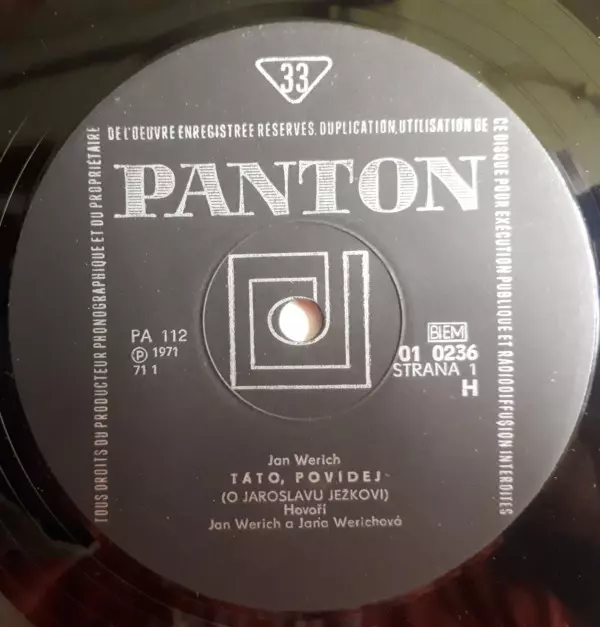 33
TOUS DROITS DU PRODUCTEUR PHONOGRAPHIQUE ET DU PROPRIÉTAIRE
DE L'OEUVRE ENREGISTRÉE RÉSERVÉS. DUPLICATION, UTILISATION DE
CE DISQUE POUR EXÉCUTION PUBLIQUE ET RADIODIFFUSION INTERDITES
PANTON
PA 112
Ⓟ 1971
71 1
BIEM
01 0236
STRANA 1
H
Jan Werich
TÁTO, POVÍDEJ
(O JAROSLAVU JEŽKOVI)
Hovoří
Jan Werich a Jana Werichová